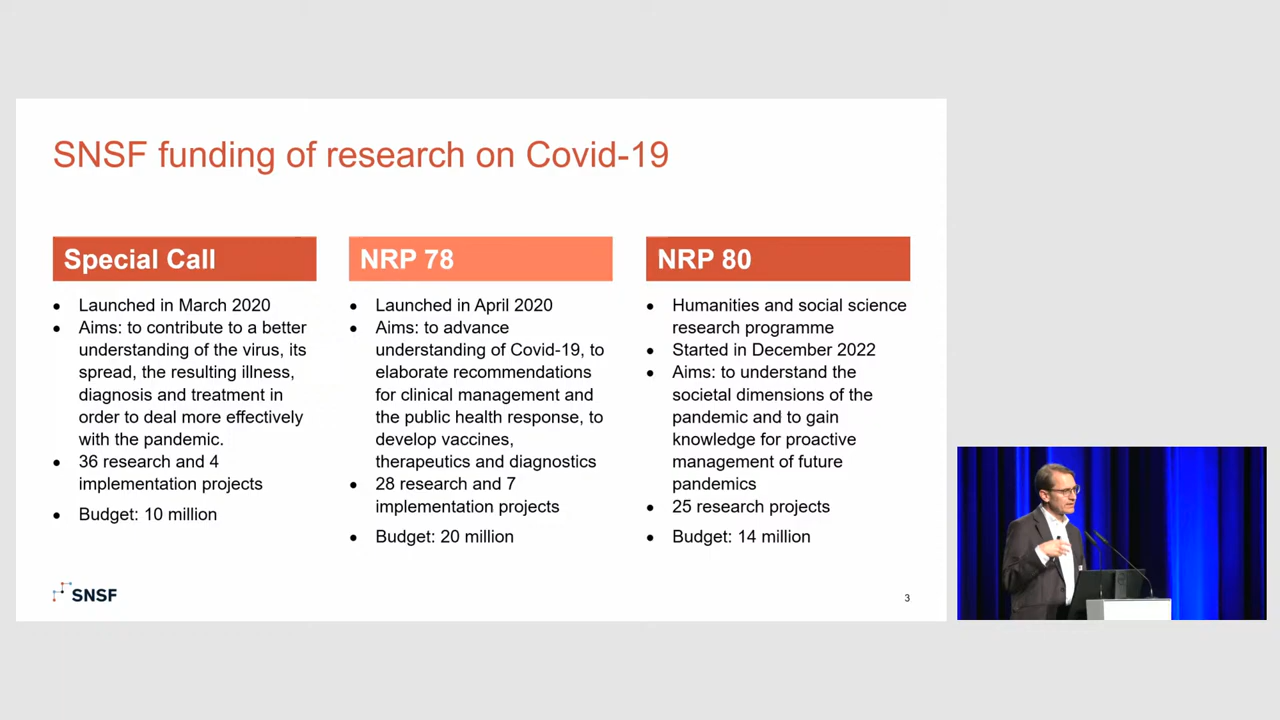 SNSF funding of research on Covid-19
Special Call
• Launched in March 2020
• Aims: to contribute to a better
understanding of the virus, its
spread, the resulting illness,
diagnosis and treatment in
order to deal more effectively
with the pandemic.
• 36 research and 4
implementation projects
• Budget: 10 million
NRP 78
• Launched in April 2020
• Aims: to advance
understanding of Covid-19, to
elaborate recommendations
for clinical management and
the public health response, to
develop vaccines,
therapeutics and diagnostics
• 28 research and 7
implementation projects
• Budget: 20 million
NRP 80
• Humanities and social science
research programme
• Started in December 2022
• Aims: to understand the
societal dimensions of the
pandemic and to gain
knowledge for proactive
management of future
pandemics
• 25 research projects
• Budget: 14 million
SNSF
3